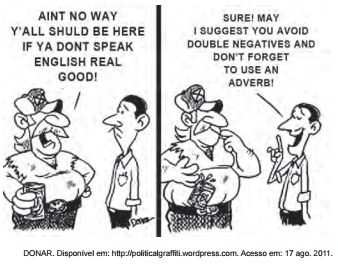 AINT NO WAY
Y'ALL SHULD BE HERE
IF YA DONT SPEAK
ENGLISH REAL
GOOD!
SURE! MAY
I SUGGEST YOU AVOID
DOUBLE NEGATIVES AND
DON'T FORGET
TO USE AN
ADVERB!
Donar
DONAR. Disponível em: http://politicalgraffiti.wordpress.com. Acesso em: 17 ago. 2011.